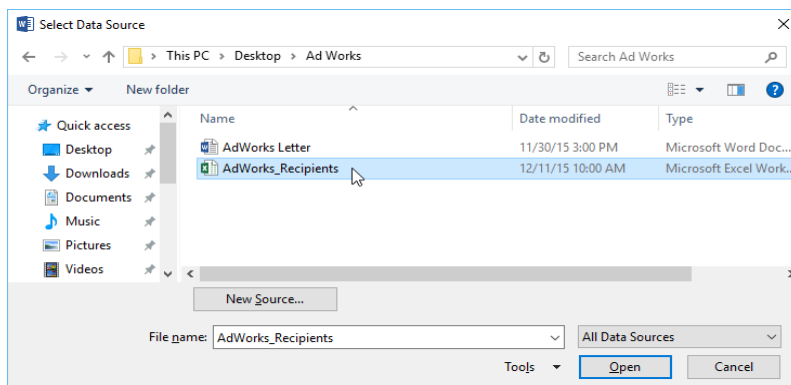 Select Data Source
This PC > Desktop > Ad Works
Search Ad Works
Organize
New folder
Name Date modified Type
Quick access
Desktop
Downloads
Documents
Music
Pictures
Videos
AdWorks Letter 11/30/15 3:00 PM Microsoft Word Doc...
AdWorks_Recipients 12/11/15 10:00 AM Microsoft Excel Work...
New Source...
File name: AdWorks_Recipients All Data Sources
Tools Open Cancel